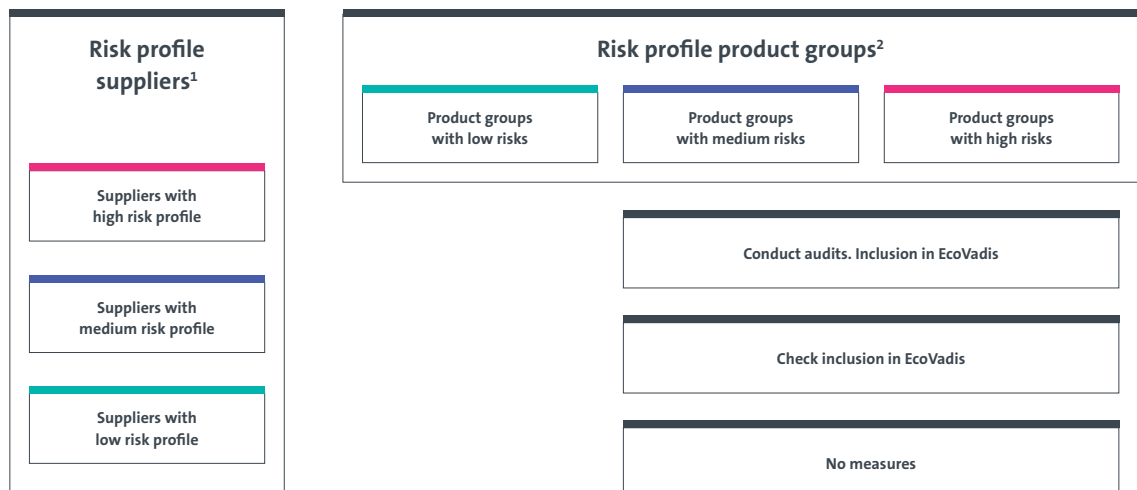 Risk profile
suppliers¹
Suppliers with
high risk profile
Suppliers with
medium risk profile
Suppliers with
low risk profile
Risk profile product groups²
Product groups
with low risks
Product groups
with medium risks
Product groups
with high risks
Conduct audits. Inclusion in EcoVadis
Check inclusion in EcoVadis
No measures